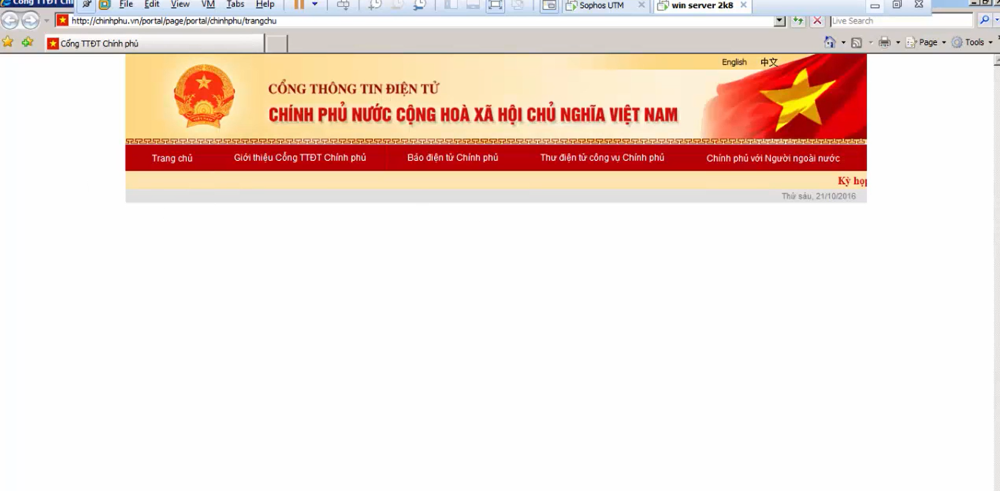 Cổng TTĐT Chí
File Edit View VM Tabs Help
Sophos UTM
win server 2k8
http://chinhphu.vn/portal/page/portal/chinhphu/trangchu
Live Search
Cổng TTĐT Chính phủ
Page
Tools
English 中文
CỔNG THÔNG TIN ĐIỆN TỬ
CHÍNH PHỦ NƯỚC CỘNG HOÀ XÃ HỘI CHỦ NGHĨA VIỆT NAM
VIỆT NAM
Trang chủ Giới thiệu Cổng TTĐT Chính phủ Báo điện tử Chính phủ Thư điện tử công vụ Chính phủ Chính phủ với Người ngoài nước
Kỳ họp
Thứ sáu, 21/10/2016